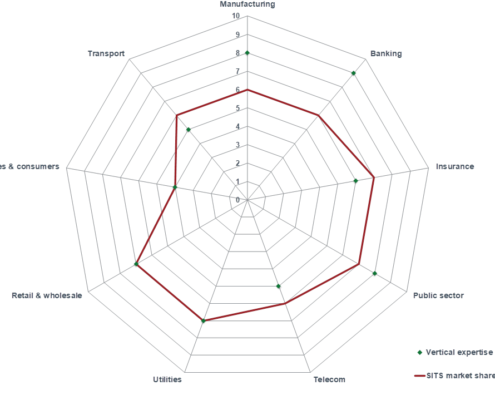 Manufacturing
10
9
8
7
6
5
4
3
2
1
0
Transport
Banking
es & consumers
Insurance
Retail & wholesale
Public sector
Utilities
Telecom
Vertical expertise
SITS market share